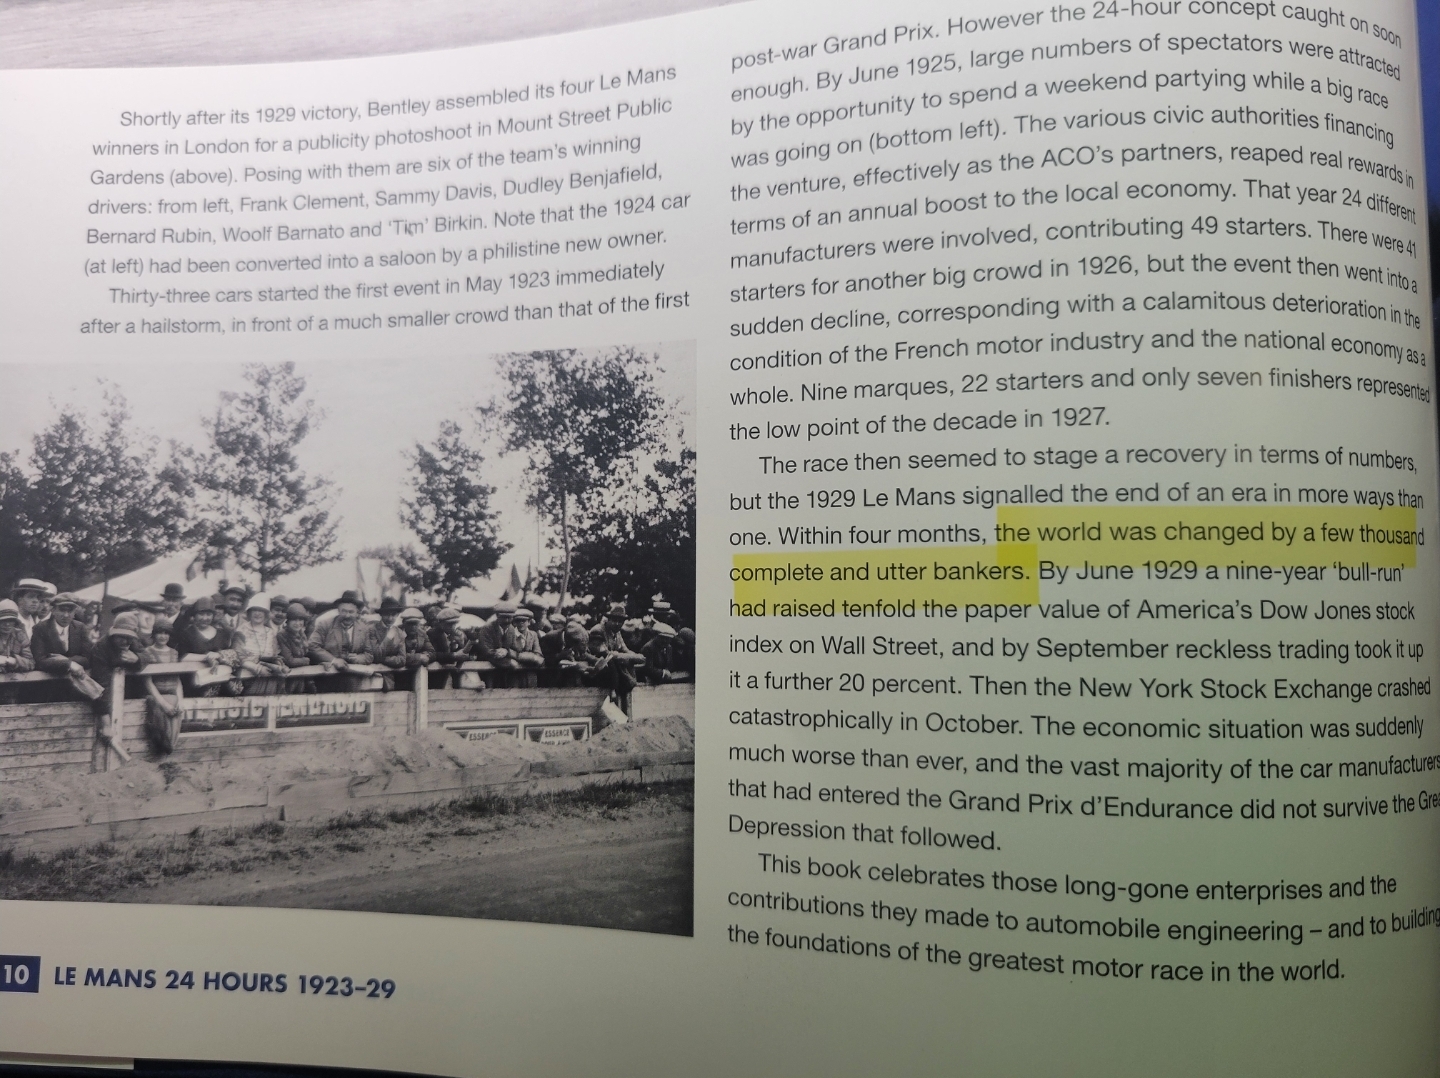 Shortly after its 1929 victory, Bentley assembled its four Le Mans
winners in London for a publicity photoshoot in Mount Street Public
Gardens (above). Posing with them are six of the team's winning
drivers: from left, Frank Clement, Sammy Davis, Dudley Benjafield,
Bernard Rubin, Woolf Barnato and 'Tim' Birkin. Note that the 1924 car
(at left) had been converted into a saloon by a philistine new owner.
Thirty-three cars started the first event in May 1923 immediately
after a hailstorm, in front of a much smaller crowd than that of the first
ESSENCE
10 LE MANS 24 HOURS 1923–29
post-war Grand Prix. However the 24-hour concept caught on soon
enough. By June 1925, large numbers of spectators were attracted
by the opportunity to spend a weekend partying while a big race
was going on (bottom left). The various civic authorities financing
the venture, effectively as the ACO's partners, reaped real rewards in
terms of an annual boost to the local economy. That year 24 different
manufacturers were involved, contributing 49 starters. There were 41
starters for another big crowd in 1926, but the event then went into a
sudden decline, corresponding with a calamitous deterioration in the
condition of the French motor industry and the national economy as a
whole. Nine marques, 22 starters and only seven finishers represented
the low point of the decade in 1927.
The race then seemed to stage a recovery in terms of numbers,
but the 1929 Le Mans signalled the end of an era in more ways than
one. Within four months, the world was changed by a few thousand
complete and utter bankers. By June 1929 a nine-year 'bull-run'
had raised tenfold the paper value of America's Dow Jones stock
index on Wall Street, and by September reckless trading took it up
it a further 20 percent. Then the New York Stock Exchange crashed
catastrophically in October. The economic situation was suddenly
much worse than ever, and the vast majority of the car manufacturers
that had entered the Grand Prix d'Endurance did not survive the Grea
Depression that followed.
This book celebrates those long-gone enterprises and the
contributions they made to automobile engineering – and to building
the foundations of the greatest motor race in the world.